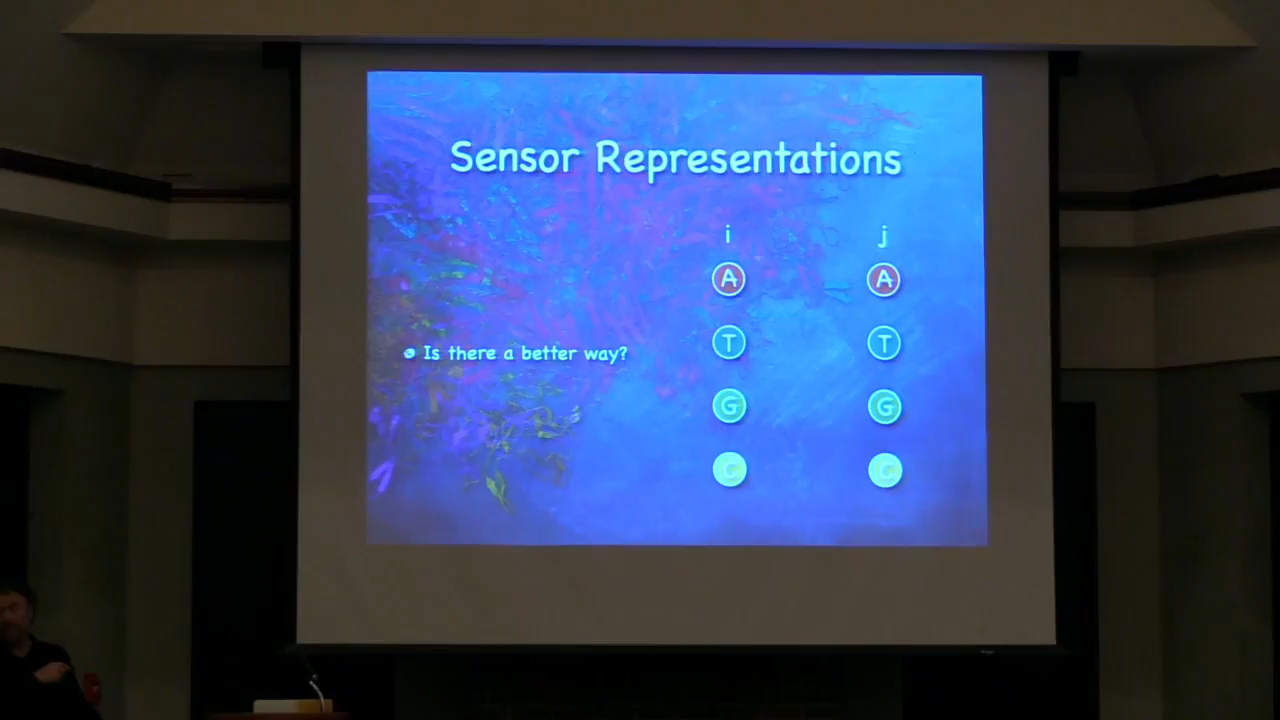 Sensor Representations
i j
A A
Is there a better way?
T T
G G
C C